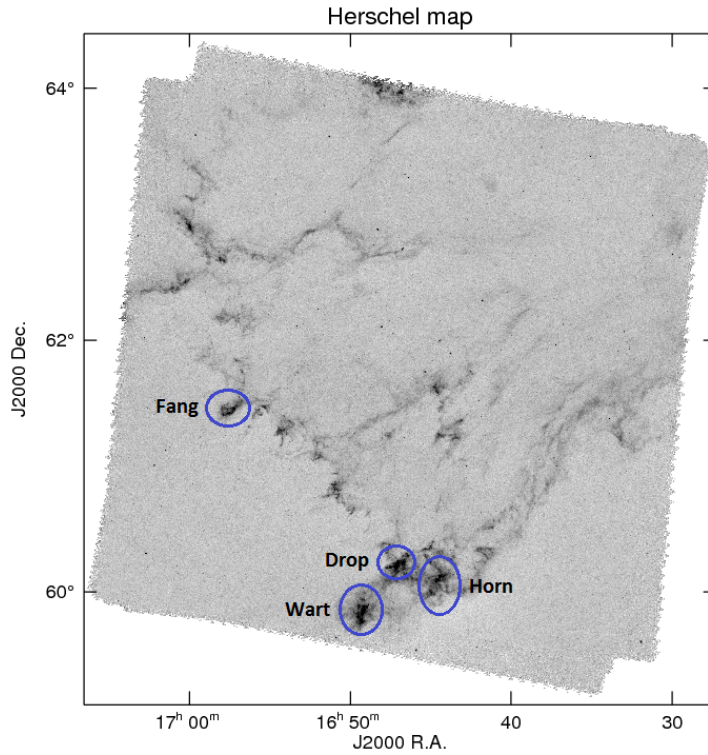 Herschel map
64°
62°
J2000 Dec.
Fang
Drop
Horn
Wart
60°
17ʰ 00ᵐ
16ʰ 50ᵐ
40
30
J2000 R.A.